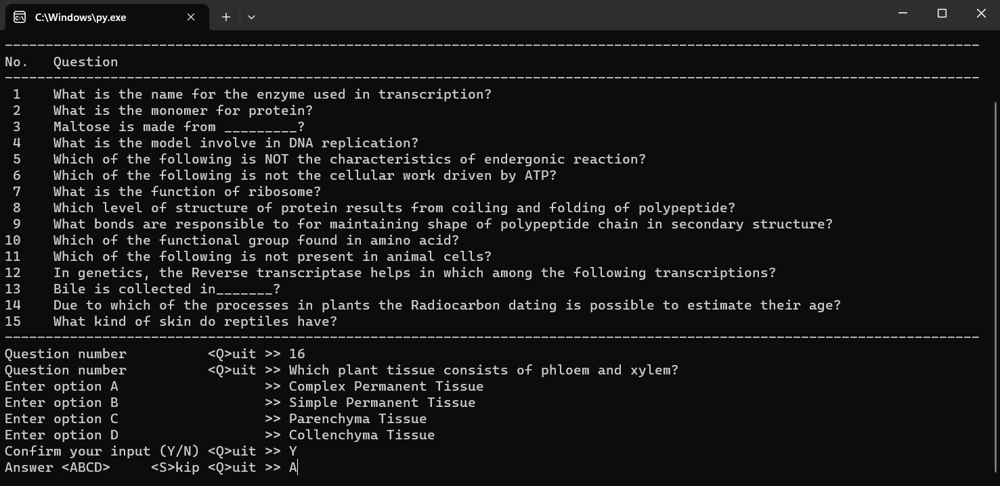 C:\Windows\py.exe
------------------------------------------------------------------------------------------------------------------------
No.   Question
------------------------------------------------------------------------------------------------------------------------
 1    What is the name for the enzyme used in transcription?
 2    What is the monomer for protein?
 3    Maltose is made from _________?
 4    What is the model involve in DNA replication?
 5    Which of the following is NOT the characteristics of endergonic reaction?
 6    Which of the following is not the cellular work driven by ATP?
 7    What is the function of ribosome?
 8    Which level of structure of protein results from coiling and folding of polypeptide?
 9    What bonds are responsible to for maintaining shape of polypeptide chain in secondary structure?
10    Which of the functional group found in amino acid?
11    Which of the following is not present in animal cells?
12    In genetics, the Reverse transcriptase helps in which among the following transcriptions?
13    Bile is collected in_______?
14    Due to which of the processes in plants the Radiocarbon dating is possible to estimate their age?
15    What kind of skin do reptiles have?
------------------------------------------------------------------------------------------------------------------------
Question number          <Q>uit >> 16
Question number          <Q>uit >> Which plant tissue consists of phloem and xylem?
Enter option A                  >> Complex Permanent Tissue
Enter option B                  >> Simple Permanent Tissue
Enter option C                  >> Parenchyma Tissue
Enter option D                  >> Collenchyma Tissue
Confirm your input (Y/N) <Q>uit >> Y
Answer <ABCD>     <S>kip <Q>uit >> A